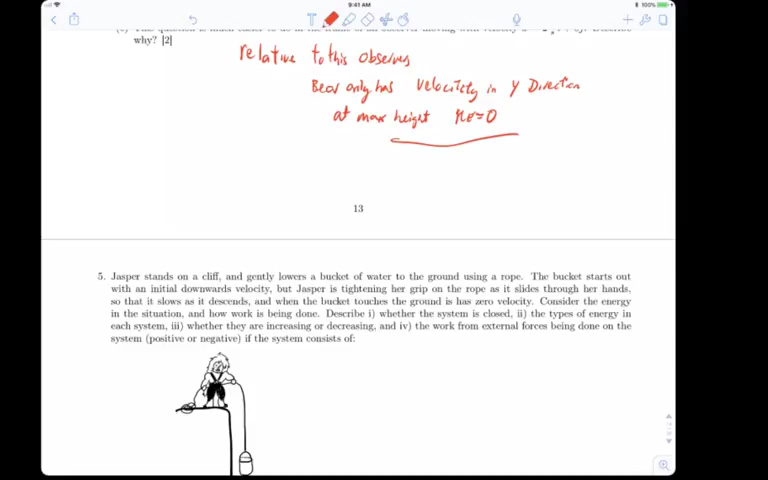 9:41 AM
100%
why? [2]
relative to this observes
Bear only has velocity in Y Direction
at max height KE=0
13
5. Jasper stands on a cliff, and gently lowers a bucket of water to the ground using a rope. The bucket starts out
with an initial downwards velocity, but Jasper is tightening her grip on the rope as it slides through her hands,
so that it slows as it descends, and when the bucket touches the ground is has zero velocity. Consider the energy
in the situation, and how work is being done. Describe i) whether the system is closed, ii) the types of energy in
each system, iii) whether they are increasing or decreasing, and iv) the work from external forces being done on the
system (positive or negative) if the system consists of: